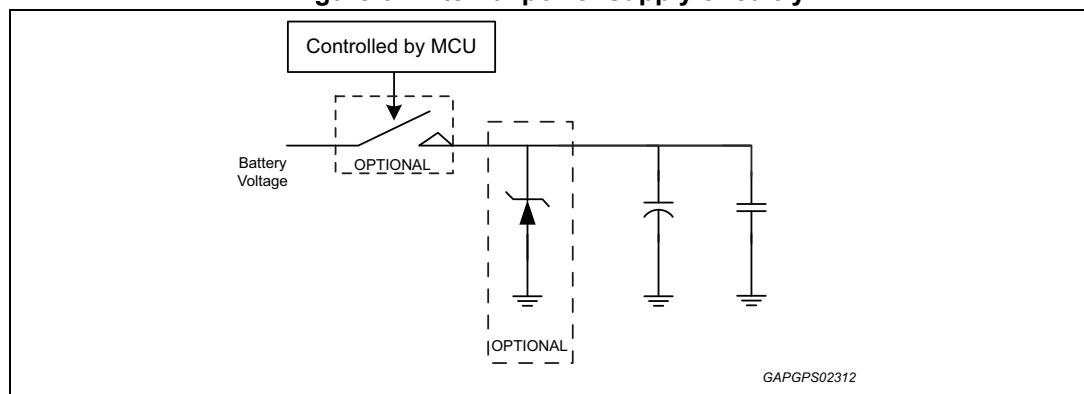 Controlled by MCU
Battery
Voltage
OPTIONAL
OPTIONAL
GAPGPS02312